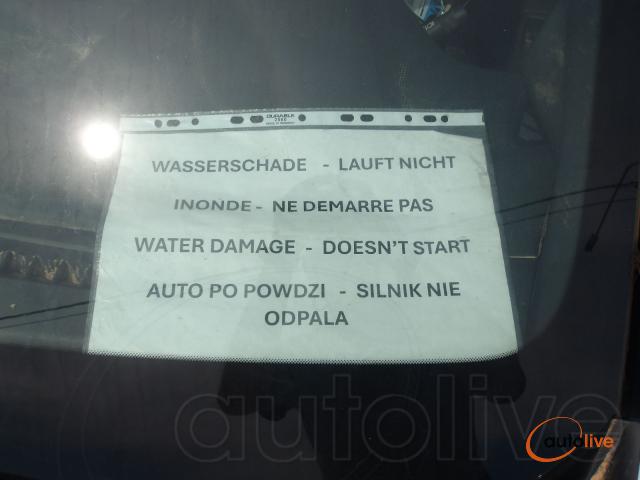 DURABLE
WASSERSCHADE - LAUFT NICHT
INONDE - NE DEMARRE PAS
WATER DAMAGE - DOESN'T START
AUTO PO POWDZI - SILNIK NIE
ODPALA
autolive
autolive